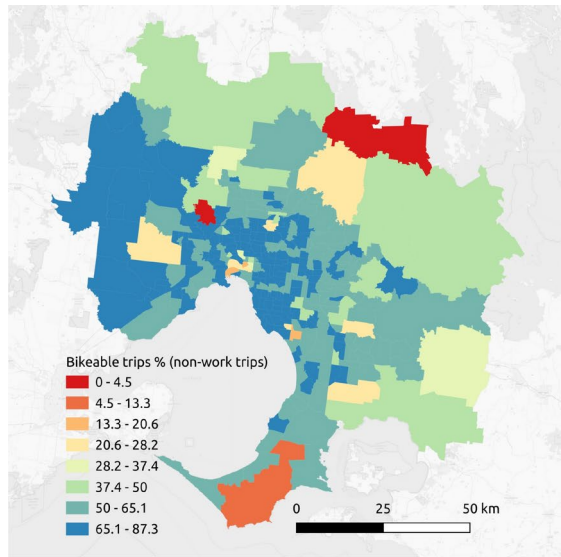 Bikeable trips % (non-work trips)
0 - 4.5
4.5 - 13.3
13.3 - 20.6
20.6 - 28.2
28.2 - 37.4
37.4 - 50
50 - 65.1
65.1 - 87.3
0 25 50 km